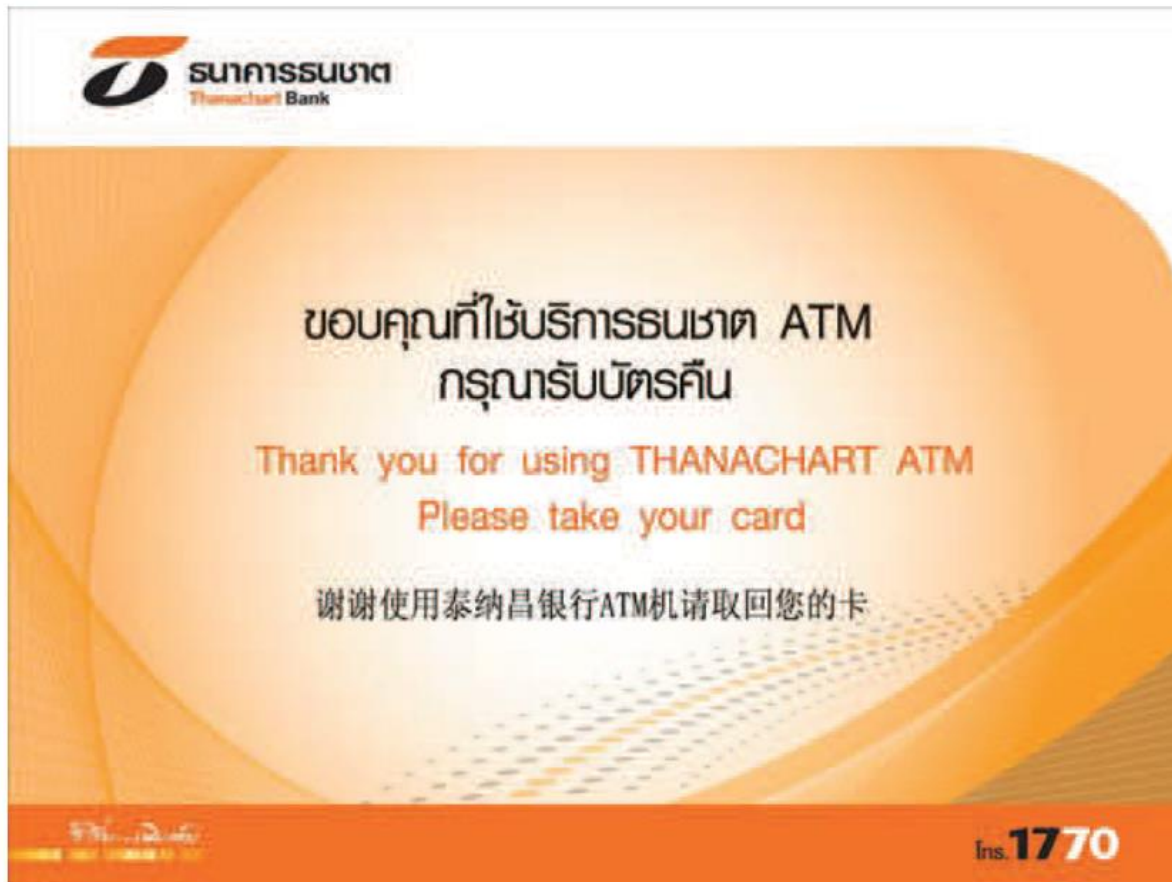 ธนาคารธนชาต
Thanachart Bank
ขอบคุณที่ใช้บริการธนชาต ATM
กรุณารับบัตรคืน
Thank you for using THANACHART ATM
Please take your card
谢谢使用泰纳昌银行ATM机请取回您的卡
โทร.1770